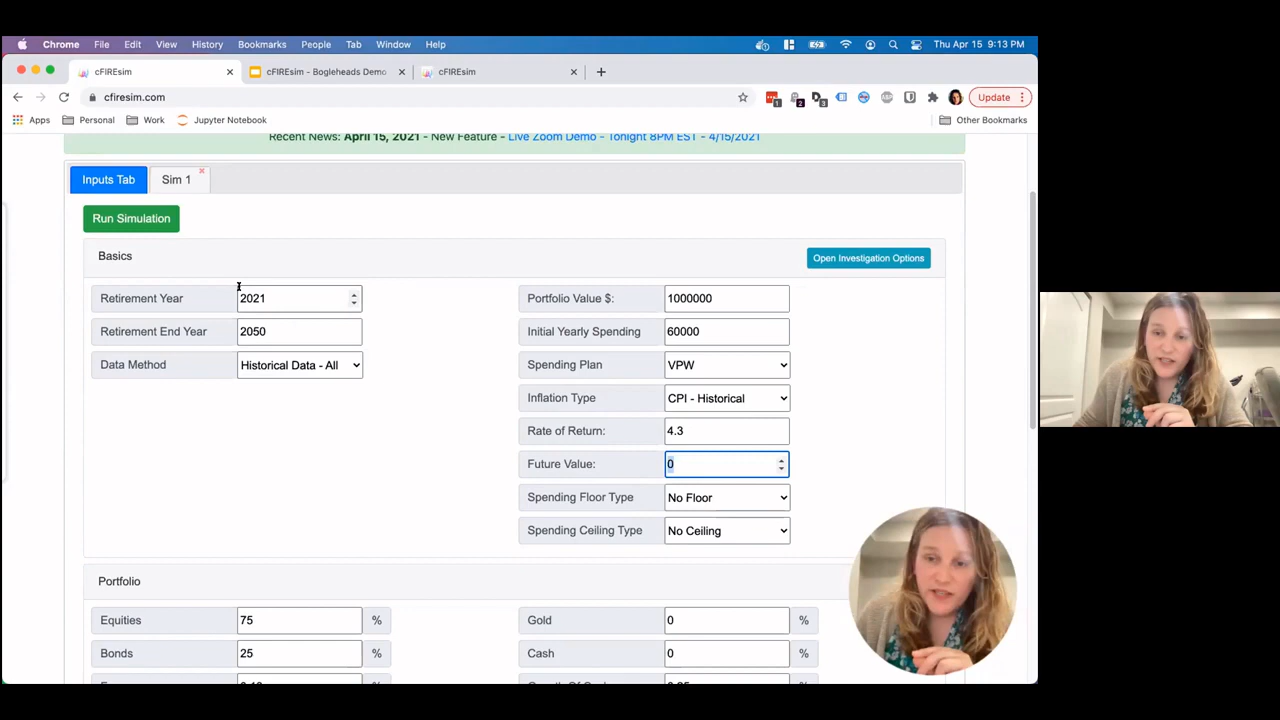 Chrome File Edit View History Bookmarks People Tab Window Help Thu Apr 15 9:13 PM
cFIREsim cFIREsim - Bogleheads Demo cFIREsim
cfiresim.com Update
Apps Personal Work Jupyter Notebook Other Bookmarks
Recent News: April 15, 2021 - New Feature - Live Zoom Demo - Tonight 8PM EST - 4/15/2021
Inputs Tab Sim 1
Run Simulation
Basics Open Investigation Options
Retirement Year 2021 Portfolio Value $: 1000000
Retirement End Year 2050 Initial Yearly Spending 60000
Data Method Historical Data - All Spending Plan VPW
Inflation Type CPI - Historical
Rate of Return: 4.3
Future Value: 0
Spending Floor Type No Floor
Spending Ceiling Type No Ceiling
Portfolio
Equities 75 % Gold 0 %
Bonds 25 % Cash 0 %